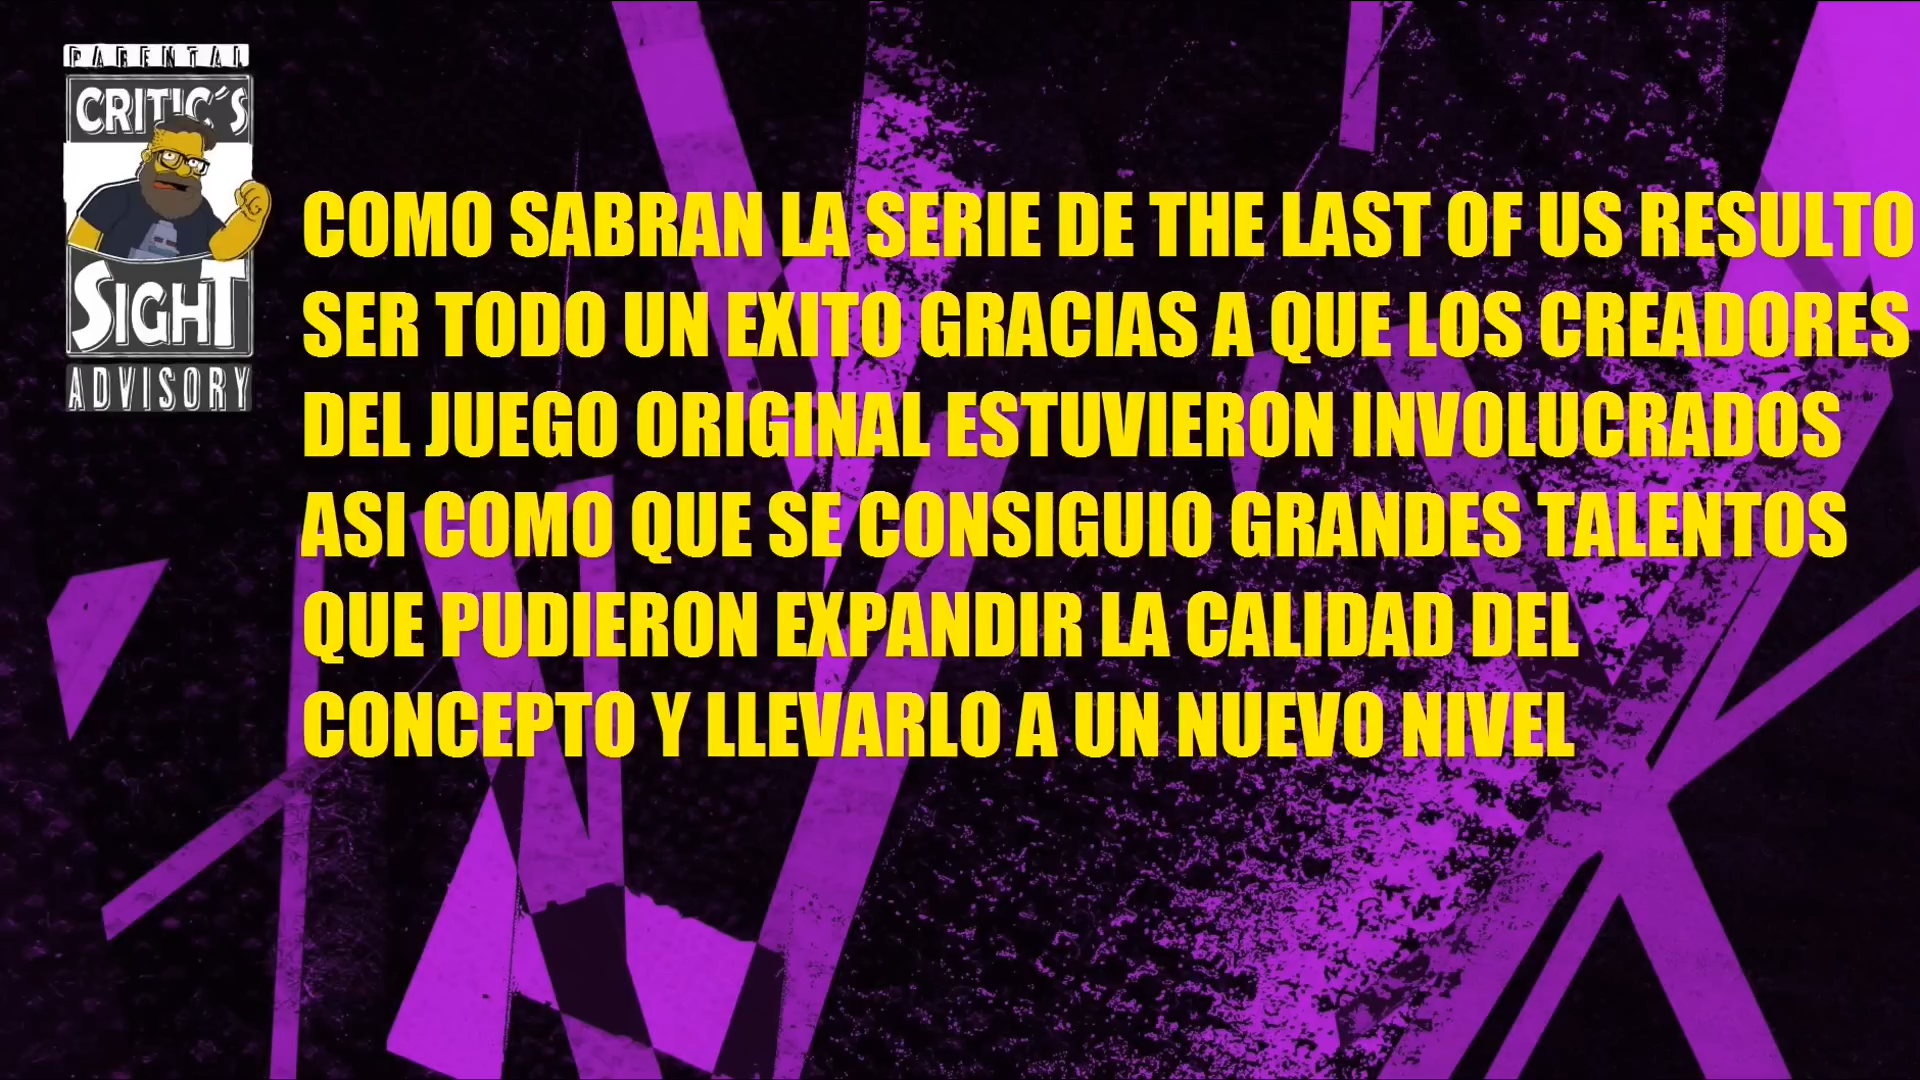 PARENTAL
CRITIC´S
SIGHT
ADVISORY
COMO SABRAN LA SERIE DE THE LAST OF US RESULTO
SER TODO UN EXITO GRACIAS A QUE LOS CREADORES
DEL JUEGO ORIGINAL ESTUVIERON INVOLUCRADOS
ASI COMO QUE SE CONSIGUIO GRANDES TALENTOS
QUE PUDIERON EXPANDIR LA CALIDAD DEL
CONCEPTO Y LLEVARLO A UN NUEVO NIVEL